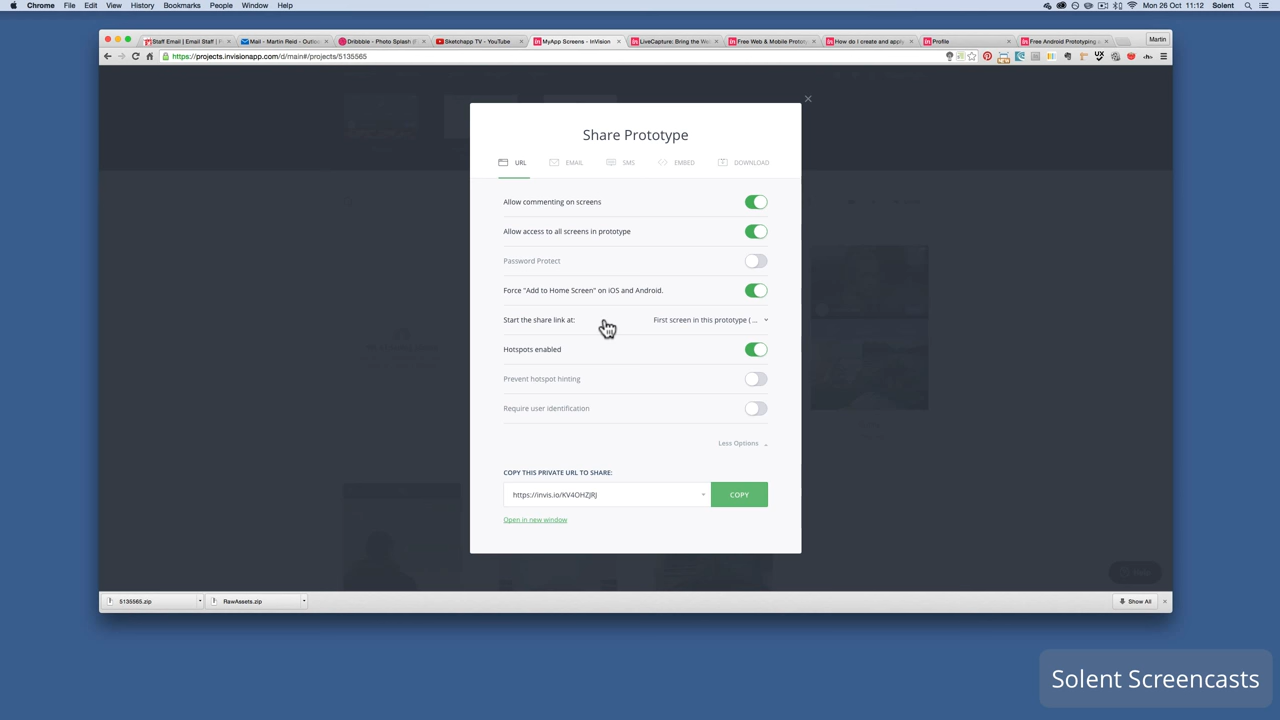 Chrome File Edit View History Bookmarks People Window Help Mon 26 Oct 11:12 Solent
Staff Email | Email Staff | F
Mail - Martin Reid - Outloo
Dribbble - Photo Splash (F
Sketchapp TV - YouTube
MyApp Screens - InVision
LiveCapture: Bring the We
Free Web & Mobile Prototy
How do I create and apply
Profile
Free Android Prototyping o
Martin
https://projects.invisionapp.com/d/main#/projects/5135565
Share Prototype
URL EMAIL SMS EMBED DOWNLOAD
Allow commenting on screens
Allow access to all screens in prototype
Password Protect
Force "Add to Home Screen" on iOS and Android.
Start the share link at: First screen in this prototype ( ...
Hotspots enabled
Prevent hotspot hinting
Require user identification
Less Options
COPY THIS PRIVATE URL TO SHARE:
https://invis.io/KV4OHZJRJ COPY
Open in new window
5135565.zip RawAssets.zip Show All
Solent Screencasts